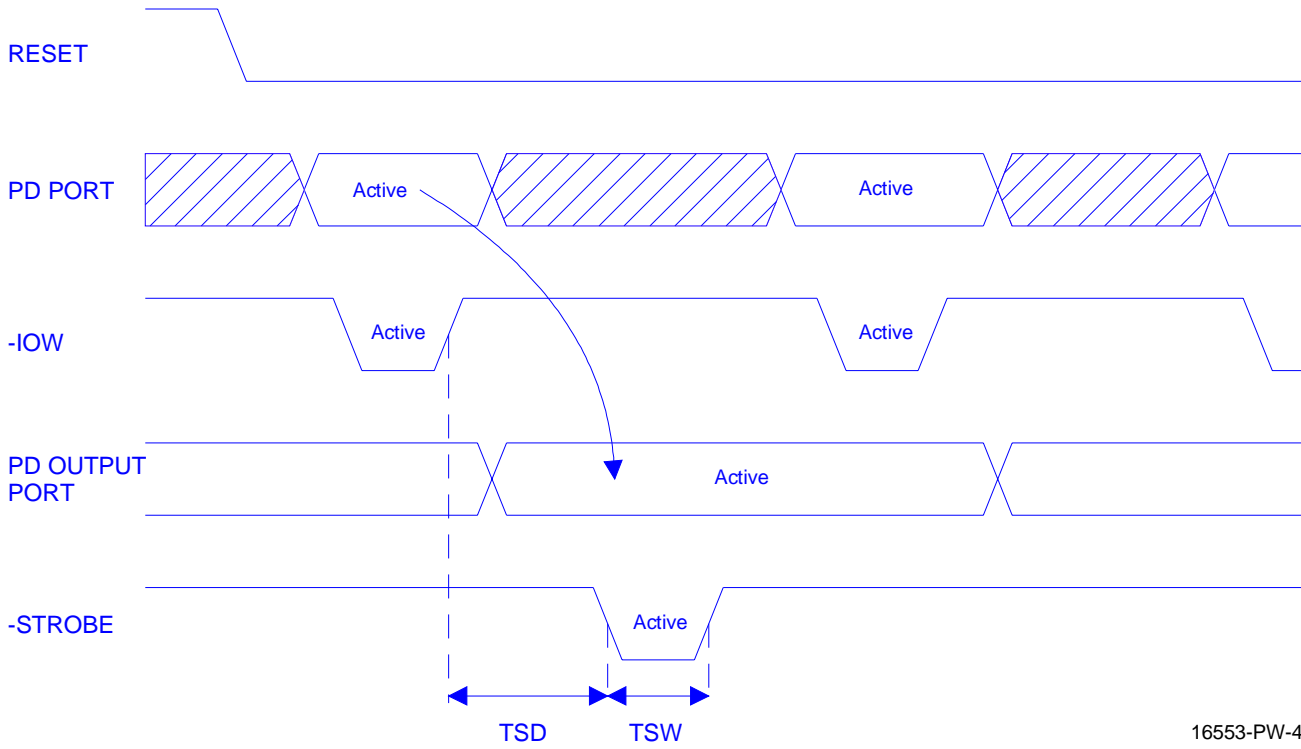 RESET
PD PORT
Active
Active
-IOW
Active
Active
PD OUTPUT
PORT
Active
-STROBE
Active
TSD
TSW
16553-PW-4